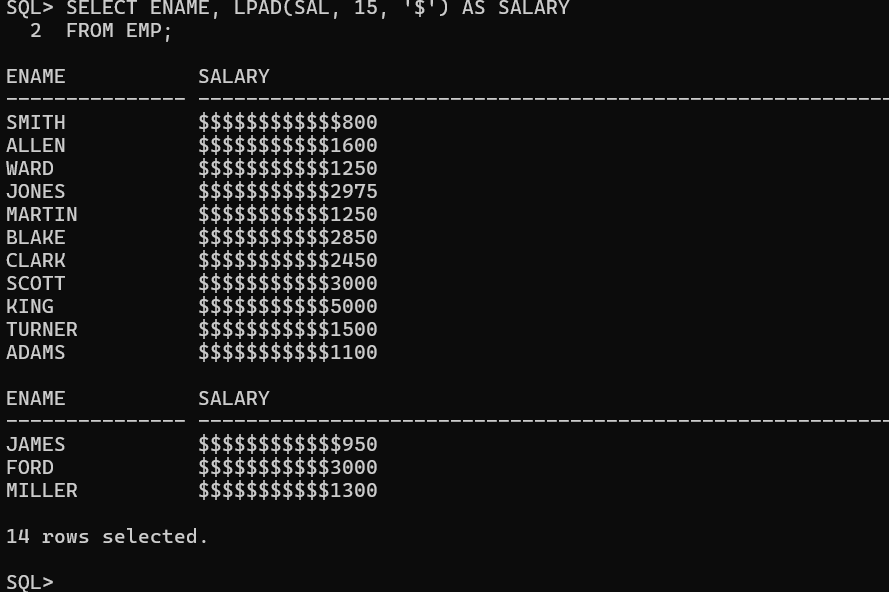 SQL> SELECT ENAME, LPAD(SAL, 15, '$') AS SALARY
  2  FROM EMP;

ENAME           SALARY
--------------- ----------------------------------------------------------
SMITH           $$$$$$$$$$$$800
ALLEN           $$$$$$$$$$$1600
WARD            $$$$$$$$$$$1250
JONES           $$$$$$$$$$$2975
MARTIN          $$$$$$$$$$$1250
BLAKE           $$$$$$$$$$$2850
CLARK           $$$$$$$$$$$2450
SCOTT           $$$$$$$$$$$3000
KING            $$$$$$$$$$$5000
TURNER          $$$$$$$$$$$1500
ADAMS           $$$$$$$$$$$1100

ENAME           SALARY
--------------- ----------------------------------------------------------
JAMES           $$$$$$$$$$$$950
FORD            $$$$$$$$$$$3000
MILLER          $$$$$$$$$$$1300

14 rows selected.

SQL>